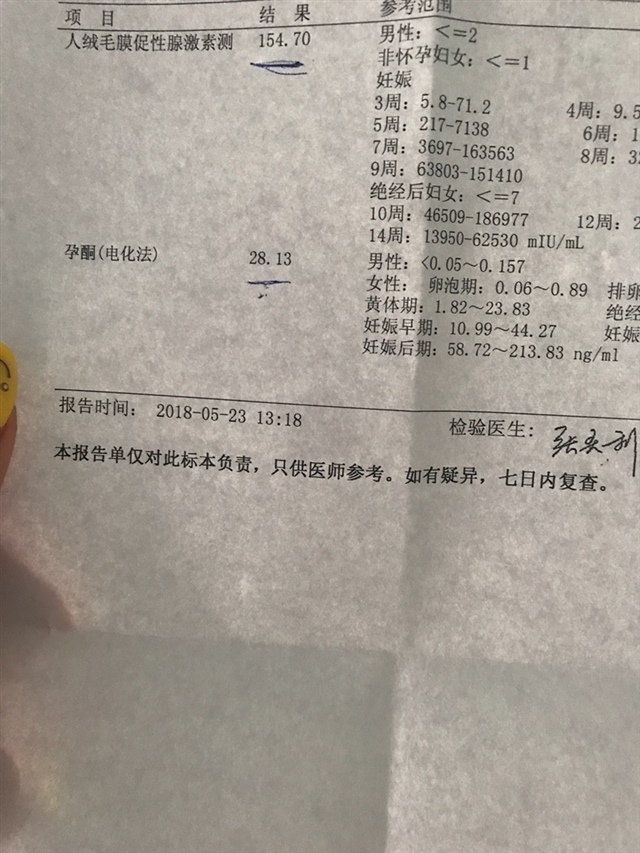 项 目 结 果 参考范围
人绒毛膜促性腺激素测 154.70 男性: <=2
非怀孕妇女: <=1
妊娠
3周: 5.8-71.2 4周: 9.5
5周: 217-7138 6周: 1
7周: 3697-163563 8周: 32
9周: 63803-151410
绝经后妇女: <=7
10周: 46509-186977 12周: 2
14周: 13950-62530 mIU/mL
孕酮(电化法) 28.13 男性: <0.05~0.157
女性: 卵泡期: 0.06~0.89 排卵
黄体期: 1.82~23.83 绝经
妊娠早期: 10.99~44.27 妊娠
妊娠后期: 58.72~213.83 ng/ml
报告时间: 2018-05-23 13:18 检验医生:
本报告单仅对此标本负责，只供医师参考。如有疑异，七日内复查。